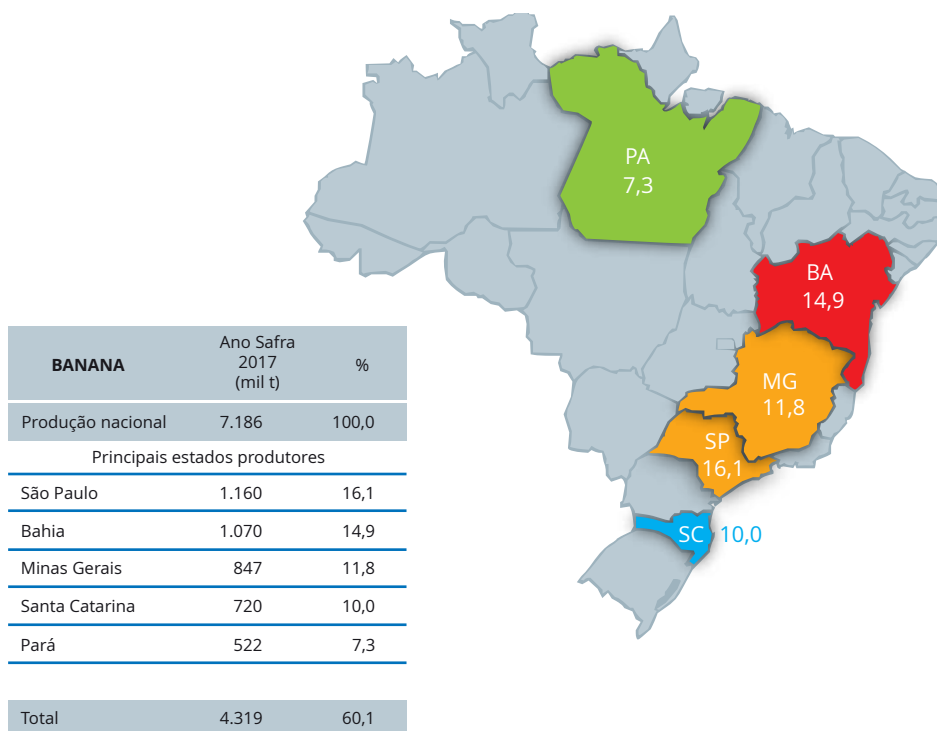 PA
7,3
BA
14,9
MG
11,8
SP
16,1
SC 10,0
BANANA Ano Safra 2017 (mil t) %
Produção nacional 7.186 100,0
Principais estados produtores
São Paulo 1.160 16,1
Bahia 1.070 14,9
Minas Gerais 847 11,8
Santa Catarina 720 10,0
Pará 522 7,3
Total 4.319 60,1